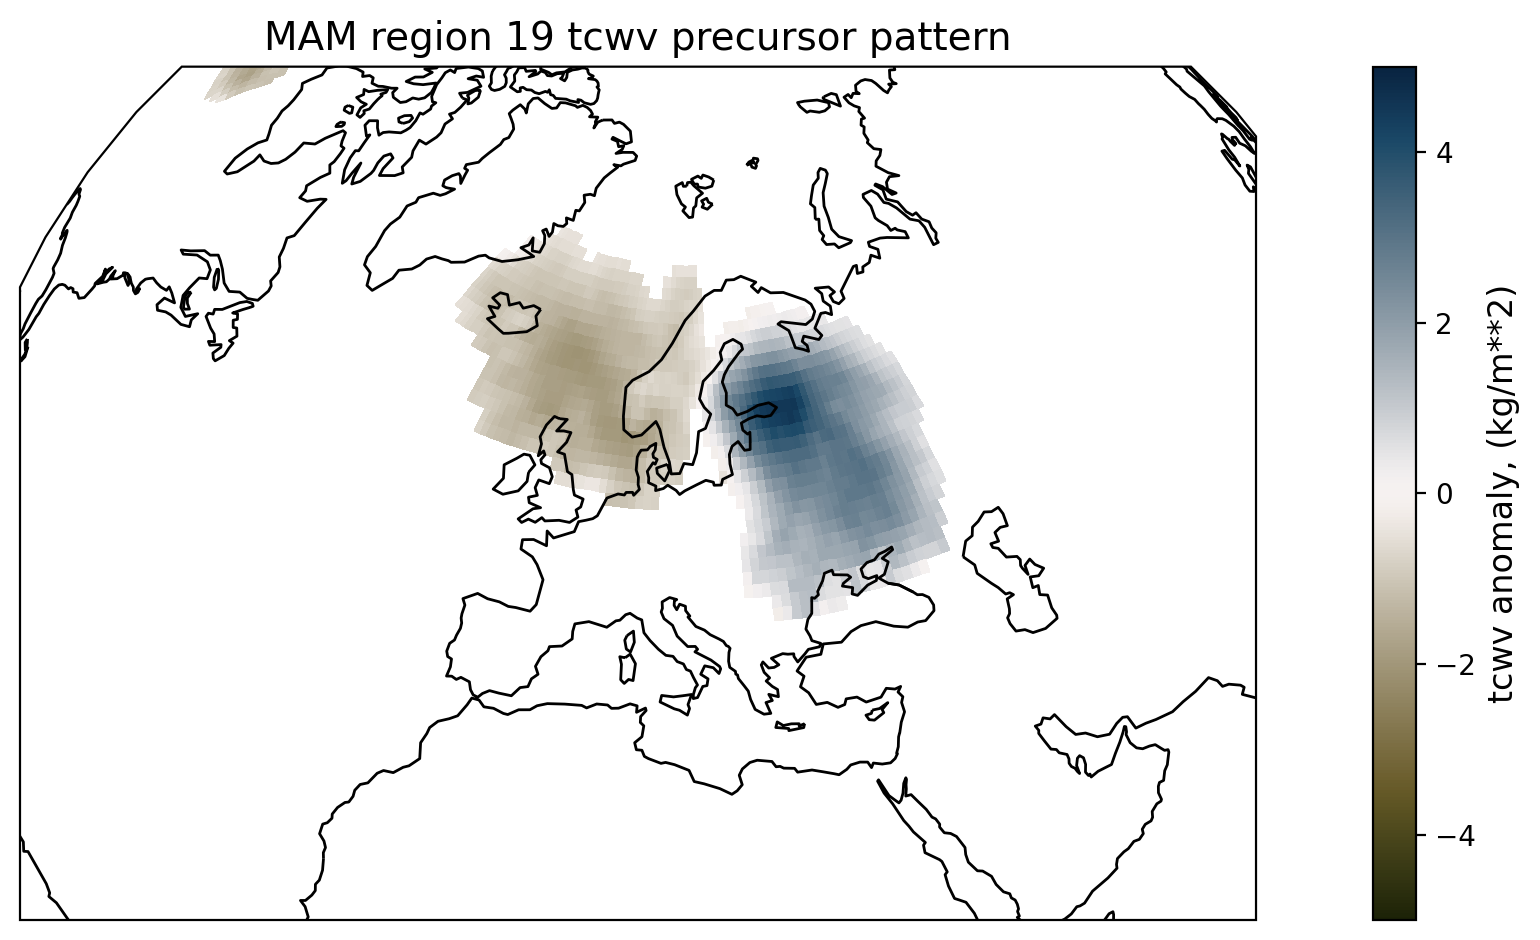 MAM region 19 tcwv precursor pattern
4
2
0
−2
−4
tcwv anomaly, (kg/m**2)